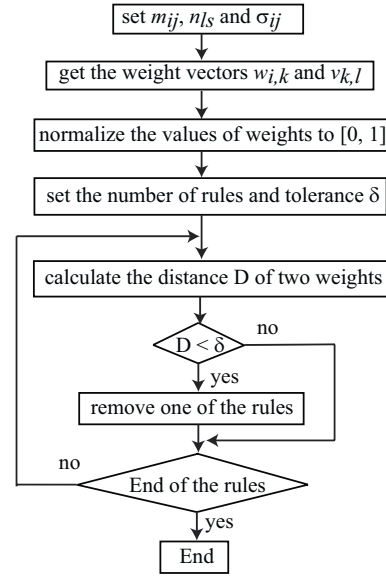 set mij, nls and σij
get the weight vectors wi,k and vk,l
normalize the values of weights to [0, 1]
set the number of rules and tolerance δ
calculate the distance D of two weights
D < δ
no
yes
remove one of the rules
no
End of the rules
yes
End